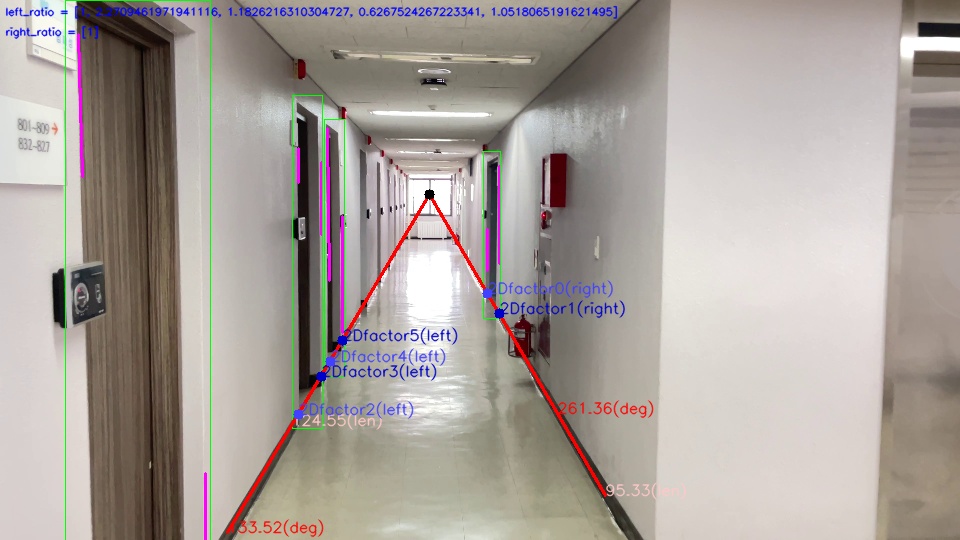 left_ratio = [1, 2.8709461971941116, 1.1826216310304727, 0.6267524267223341, 1.0518065191621495]
right_ratio = [1]
801-809→
832-827
2Dfactor0(right)
2Dfactor1(right)
2Dfactor5(left)
2Dfactor4(left)
2Dfactor3(left)
2Dfactor2(left)
261.36(deg)
124.55(len)
95.33(len)
33.52(deg)